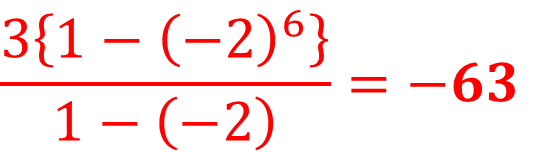 3{1 − (−2)⁶}
1 − (−2)
= −63